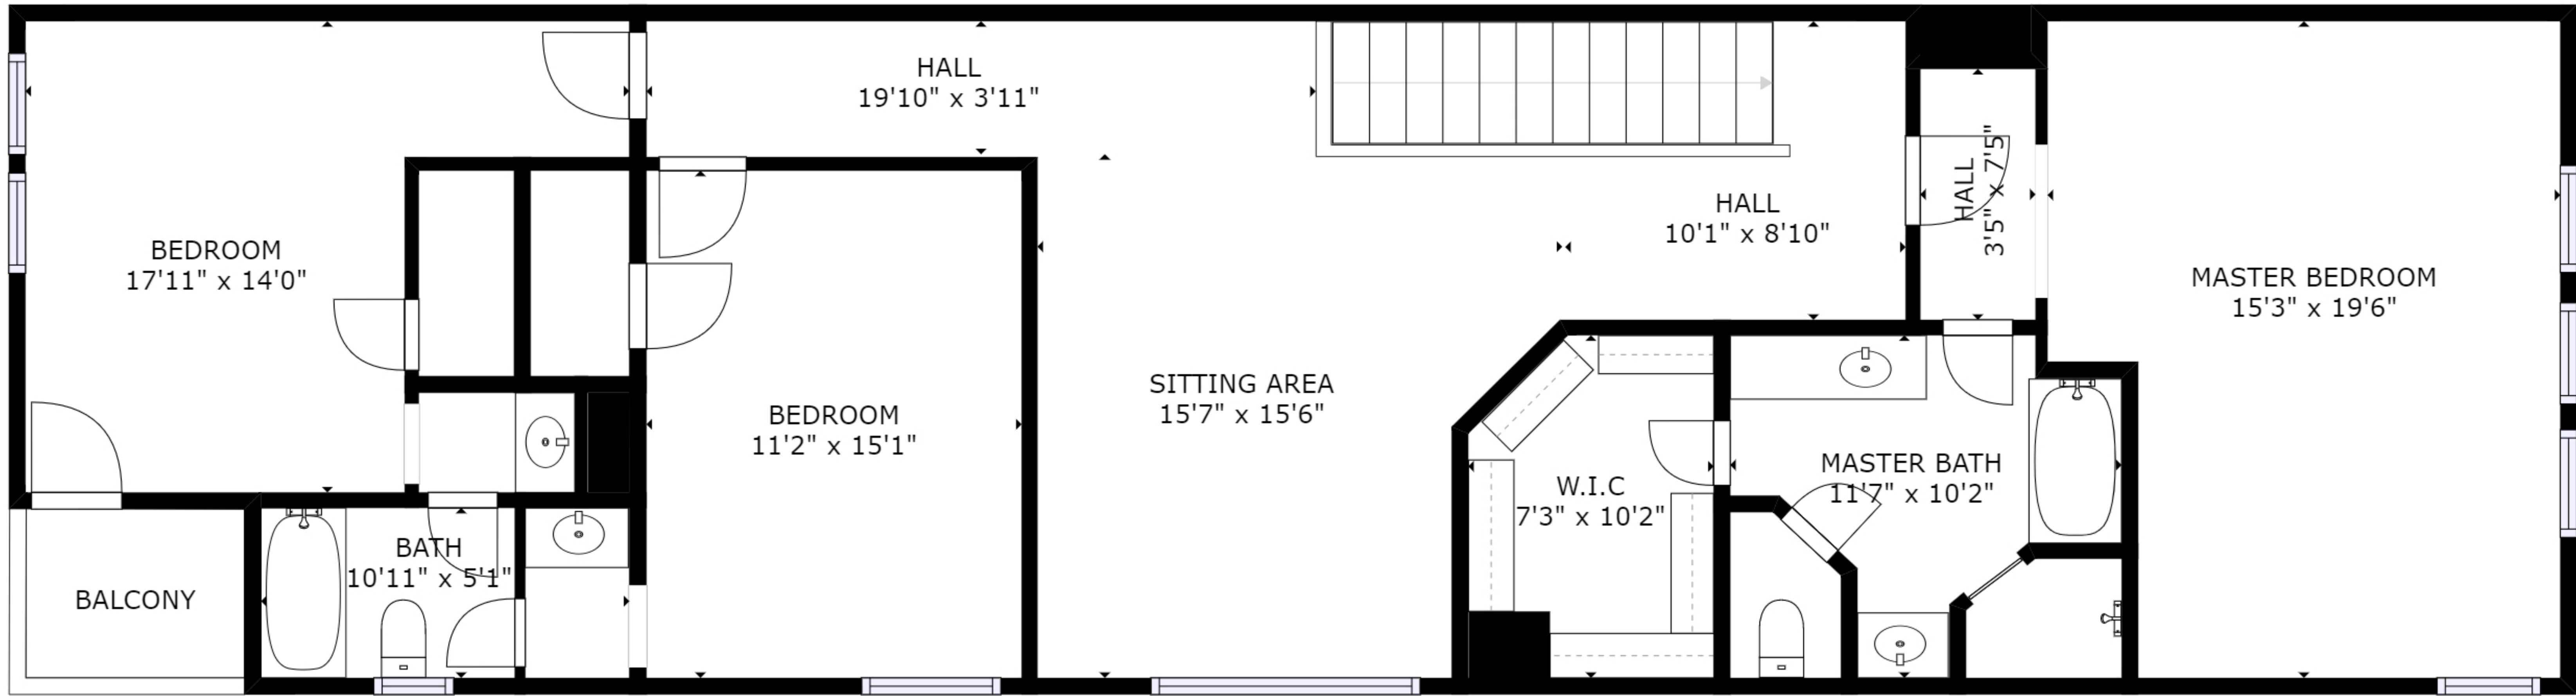 HALL
19'10" x 3'11"
HALL
3'5" x 7'5"
HALL
10'1" x 8'10"
BEDROOM
17'11" x 14'0"
MASTER BEDROOM
15'3" x 19'6"
SITTING AREA
15'7" x 15'6"
BEDROOM
11'2" x 15'1"
MASTER BATH
11'7" x 10'2"
W.I.C
7'3" x 10'2"
BATH
10'11" x 5'1"
BALCONY